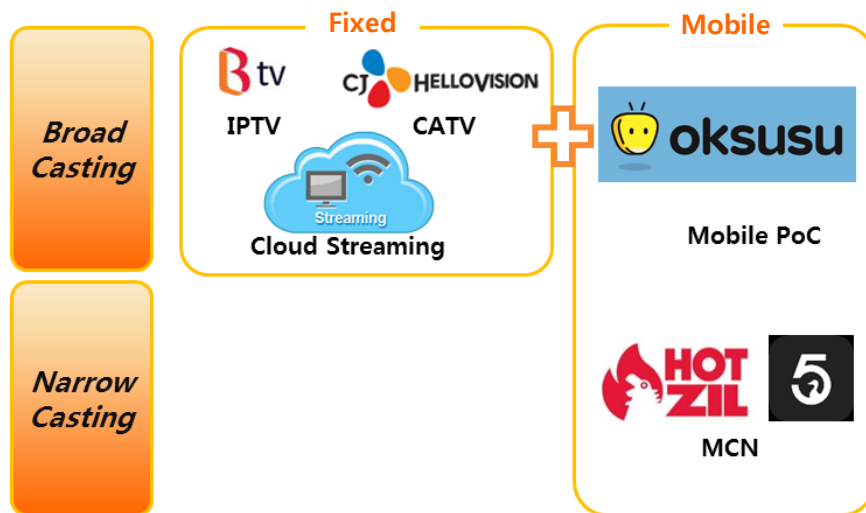 Fixed
Mobile
Broad
Casting
B tv
IPTV
CJ HELLOVISION
CATV
Streaming
Cloud Streaming
oksusu
Mobile PoC
Narrow
Casting
HOT
ZIL
5
MCN